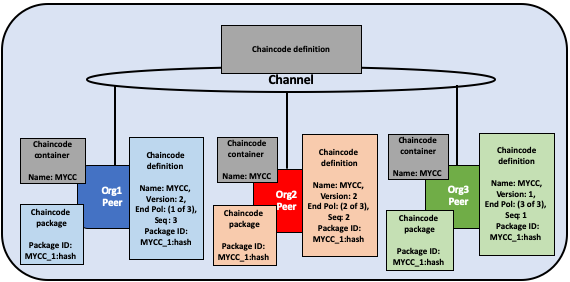 Chaincode definition
Channel
Chaincode
container
Name: MYCC
Org1
Peer
Chaincode
package
Package ID:
MYCC_1:hash
Chaincode
definition
Name: MYCC,
Version: 2,
End Pol: (1 of 3),
Seq : 3
Package ID:
MYCC_1:hash
Chaincode
container
Name: MYCC
Org2
Peer
Chaincode
package
Package ID:
MYCC_1:hash
Chaincode
definition
Name: MYCC,
Version: 2
End Pol: (2 of 3),
Seq: 2
Package ID:
MYCC_1:hash
Chaincode
container
Name: MYCC
Org3
Peer
Chaincode
package
Package ID:
MYCC_1:hash
Chaincode
definition
Name: MYCC,
Version: 1,
End Pol: (3 of 3),
Seq: 1
Package ID:
MYCC_1:hash